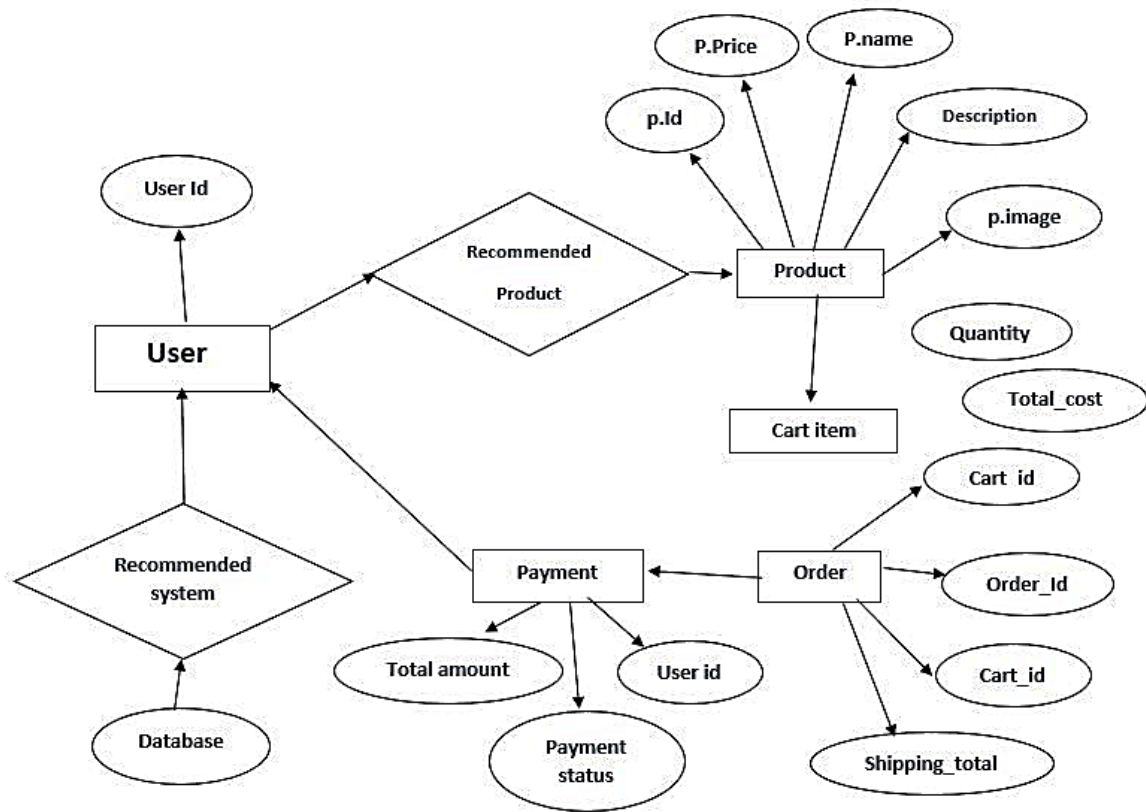 P.Price
P.name
p.Id
Description
User Id
p.image
Recommended
Product
Product
Quantity
User
Total_cost
Cart item
Cart_id
Recommended
system
Payment
Order
Order_Id
Total amount
User id
Cart_id
Database
Payment
status
Shipping_total